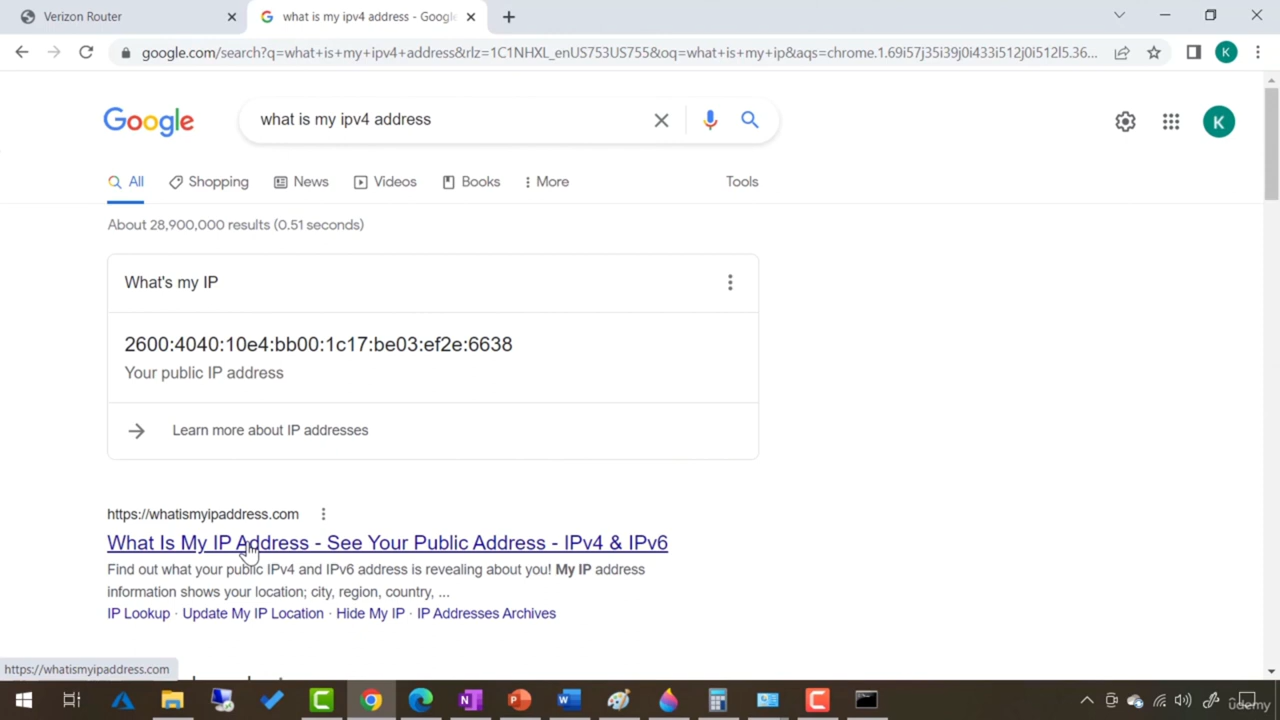 Verizon Router
what is my ipv4 address - Googl
google.com/search?q=what+is+my+ipv4+address&rlz=1C1NHXL_enUS753US755&oq=what+is+my+ip&aqs=chrome.1.69i57j35i39j0i433i512j0i512l5.36...
K
Google
what is my ipv4 address
K
All
Shopping
News
Videos
Books
More
Tools
About 28,900,000 results (0.51 seconds)
What's my IP
2600:4040:10e4:bb00:1c17:be03:ef2e:6638
Your public IP address
Learn more about IP addresses
https://whatismyipaddress.com
What Is My IP Address - See Your Public Address - IPv4 & IPv6
Find out what your public IPv4 and IPv6 address is revealing about you! My IP address
information shows your location; city, region, country, ...
IP Lookup · Update My IP Location · Hide My IP · IP Addresses Archives
https://whatismyipaddress.com
ûdemy